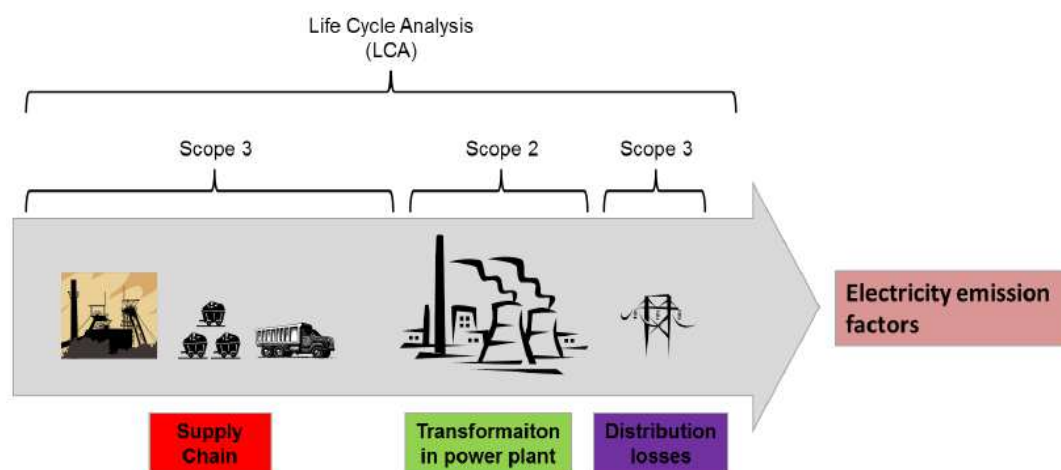 Life Cycle Analysis
(LCA)
Scope 3
Scope 2
Scope 3
Electricity emission
factors
Supply
Chain
Transformaiton
in power plant
Distribution
losses